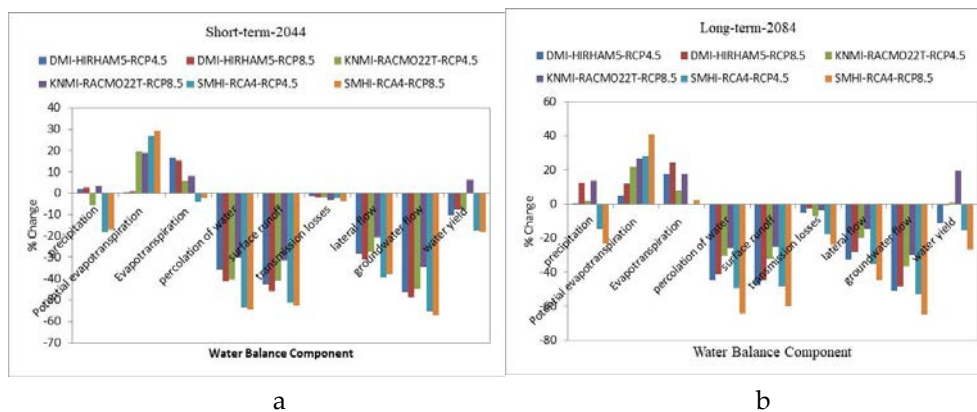 Short-term-2044
DMI-HIRHAM5-RCP4.5 DMI-HIRHAM5-RCP8.5 KNMI-RACMO22T-RCP4.5
KNMI-RACMO22T-RCP8.5 SMHI-RCA4-RCP4.5 SMHI-RCA4-RCP8.5
40
30
20
10
0
-10
-20
-30
-40
-50
-60
-70
% Change
precipitation
Potential evapotranspiration
Evapotranspiration
percolation of water
surface runoff
transmission losses
lateral flow
groundwater flow
water yield
Water Balance Component
a
Long-term-2084
DMI-HIRHAM5-RCP4.5 DMI-HIRHAM5-RCP8.5 KNMI-RACMO22T-RCP4.5
KNMI-RACMO22T-RCP8.5 SMHI-RCA4-RCP4.5 SMHI-RCA4-RCP8.5
60
40
20
0
-20
-40
-60
-80
% Change
precipitation
Potential evapotranspiration
Evapotranspiration
percolation of water
surface runoff
transmission losses
lateral flow
groundwater flow
water yield
Water Balance Component
b